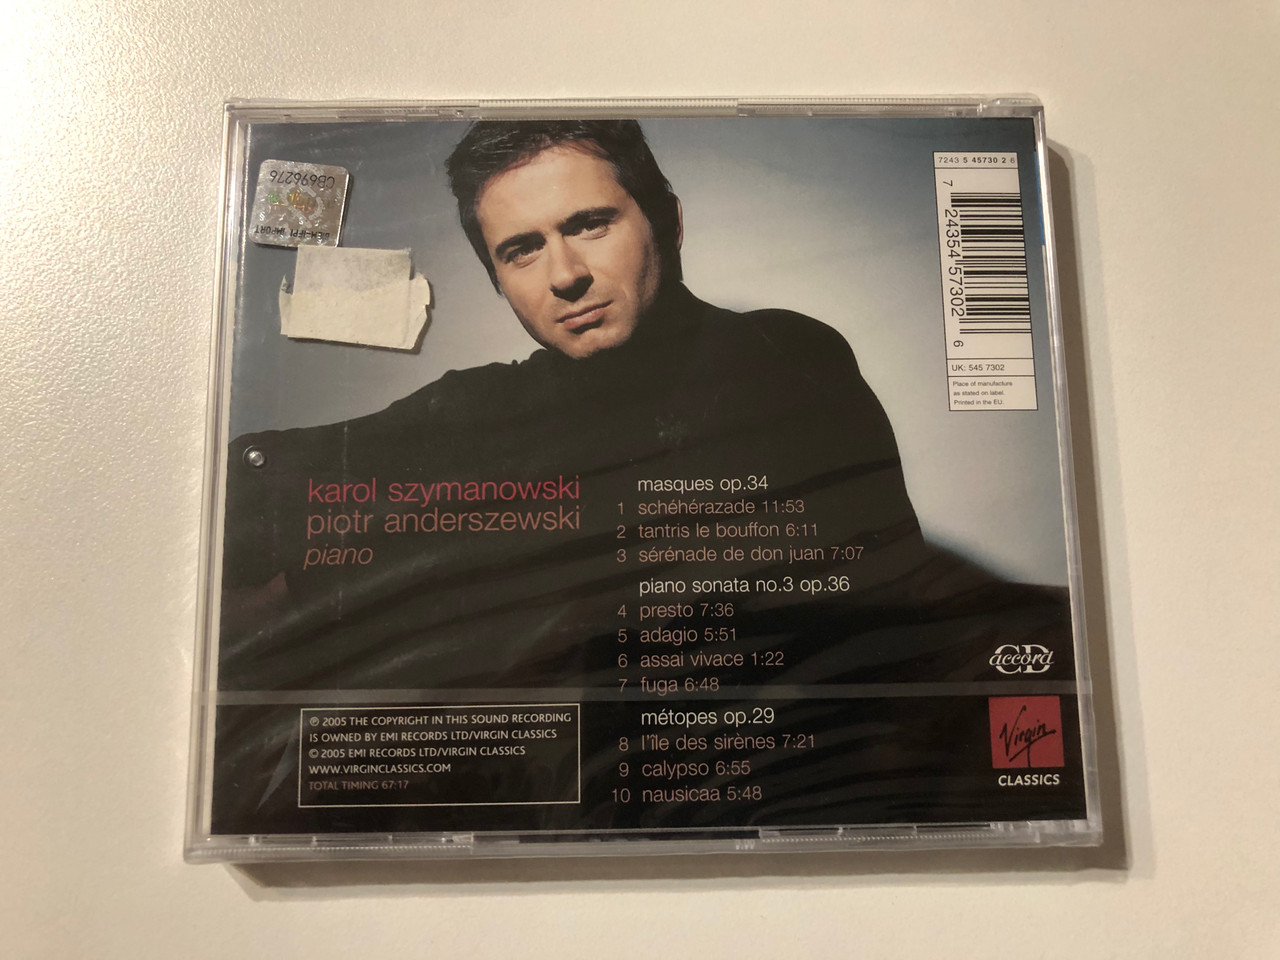 CB696276
BIEM-IFPI IMPORT
7243 5 45730 2 6
7 24354 57302 6
UK: 545 7302
Place of manufacture
as stated on label.
Printed in the EU.
karol szymanowski
piotr anderszewski
piano
masques op.34
1 schéhérazade 11:53
2 tantris le bouffon 6:11
3 sérénade de don juan 7:07
piano sonata no.3 op.36
4 presto 7:36
5 adagio 5:51
6 assai vivace 1:22
7 fuga 6:48
métopes op.29
8 l'île des sirènes 7:21
9 calypso 6:55
10 nausicaa 5:48
℗ 2005 THE COPYRIGHT IN THIS SOUND RECORDING
IS OWNED BY EMI RECORDS LTD/VIRGIN CLASSICS
© 2005 EMI RECORDS LTD/VIRGIN CLASSICS
WWW.VIRGINCLASSICS.COM
TOTAL TIMING 67:17
CD accord
Virgin
CLASSICS